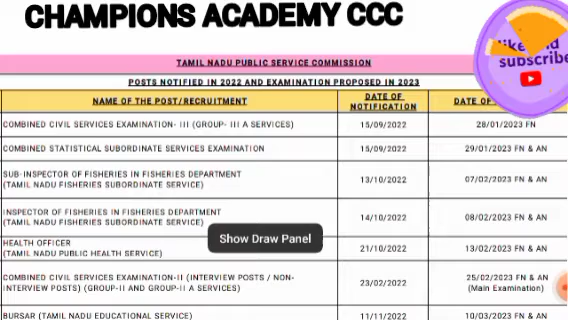 CHAMPIONS ACADEMY CCC
like and
subscribe
TAMIL NADU PUBLIC SERVICE COMMISSION
POSTS NOTIFIED IN 2022 AND EXAMINATION PROPOSED IN 2023
NAME OF THE POST/RECRUITMENT
DATE OF
NOTIFICATION
DATE OF
COMBINED CIVIL SERVICES EXAMINATION- III (GROUP- III A SERVICES)
15/09/2022
28/01/2023 FN
COMBINED STATISTICAL SUBORDINATE SERVICES EXAMINATION
15/09/2022
29/01/2023 FN & AN
SUB-INSPECTOR OF FISHERIES IN FISHERIES DEPARTMENT
(TAMIL NADU FISHERIES SUBORDINATE SERVICE)
13/10/2022
07/02/2023 FN & AN
INSPECTOR OF FISHERIES IN FISHERIES DEPARTMENT
(TAMIL NADU FISHERIES SUBORDINATE SERVICE)
14/10/2022
08/02/2023 FN & AN
Show Draw Panel
HEALTH OFFICER
(TAMIL NADU PUBLIC HEALTH SERVICE)
21/10/2022
13/02/2023 FN & AN
COMBINED CIVIL SERVICES EXAMINATION-II (INTERVIEW POSTS / NON-
INTERVIEW POSTS) (GROUP-II AND GROUP-II A SERVICES)
23/02/2022
25/02/2023 FN & AN
(Main Examination)
BURSAR (TAMIL NADU EDUCATIONAL SERVICE)
11/11/2022
10/03/2023 FN & AN